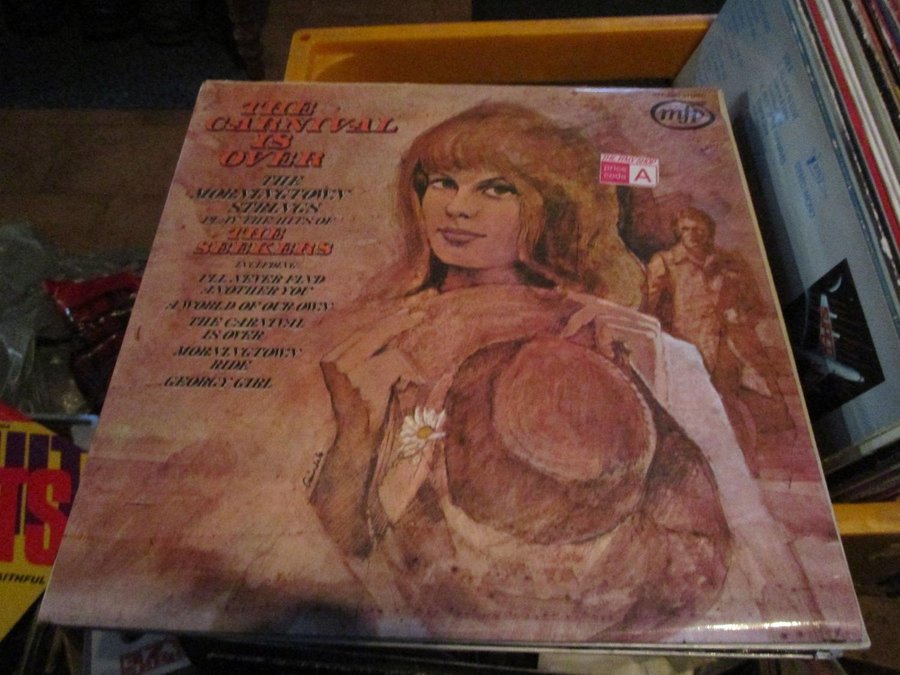 THE
CARNIVAL
IS
OVER
mfp
price
code A
THE
MORNINGTOWN
STRINGS
PLAY THE HITS OF
THE
SEEKERS
INCLUDING
I'LL NEVER FIND
ANOTHER YOU
A WORLD OF OUR OWN
THE CARNIVAL
IS OVER
MORNINGTOWN
RIDE
GEORGY GIRL